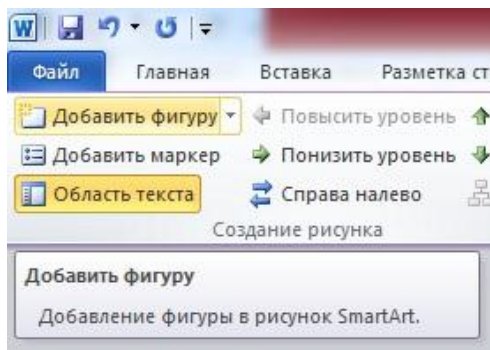 W
Файл Главная Вставка Разметка ст
Добавить фигуру Повысить уровень
Добавить маркер Понизить уровень
Область текста Справа налево
Создание рисунка
Добавить фигуру
Добавление фигуры в рисунок SmartArt.